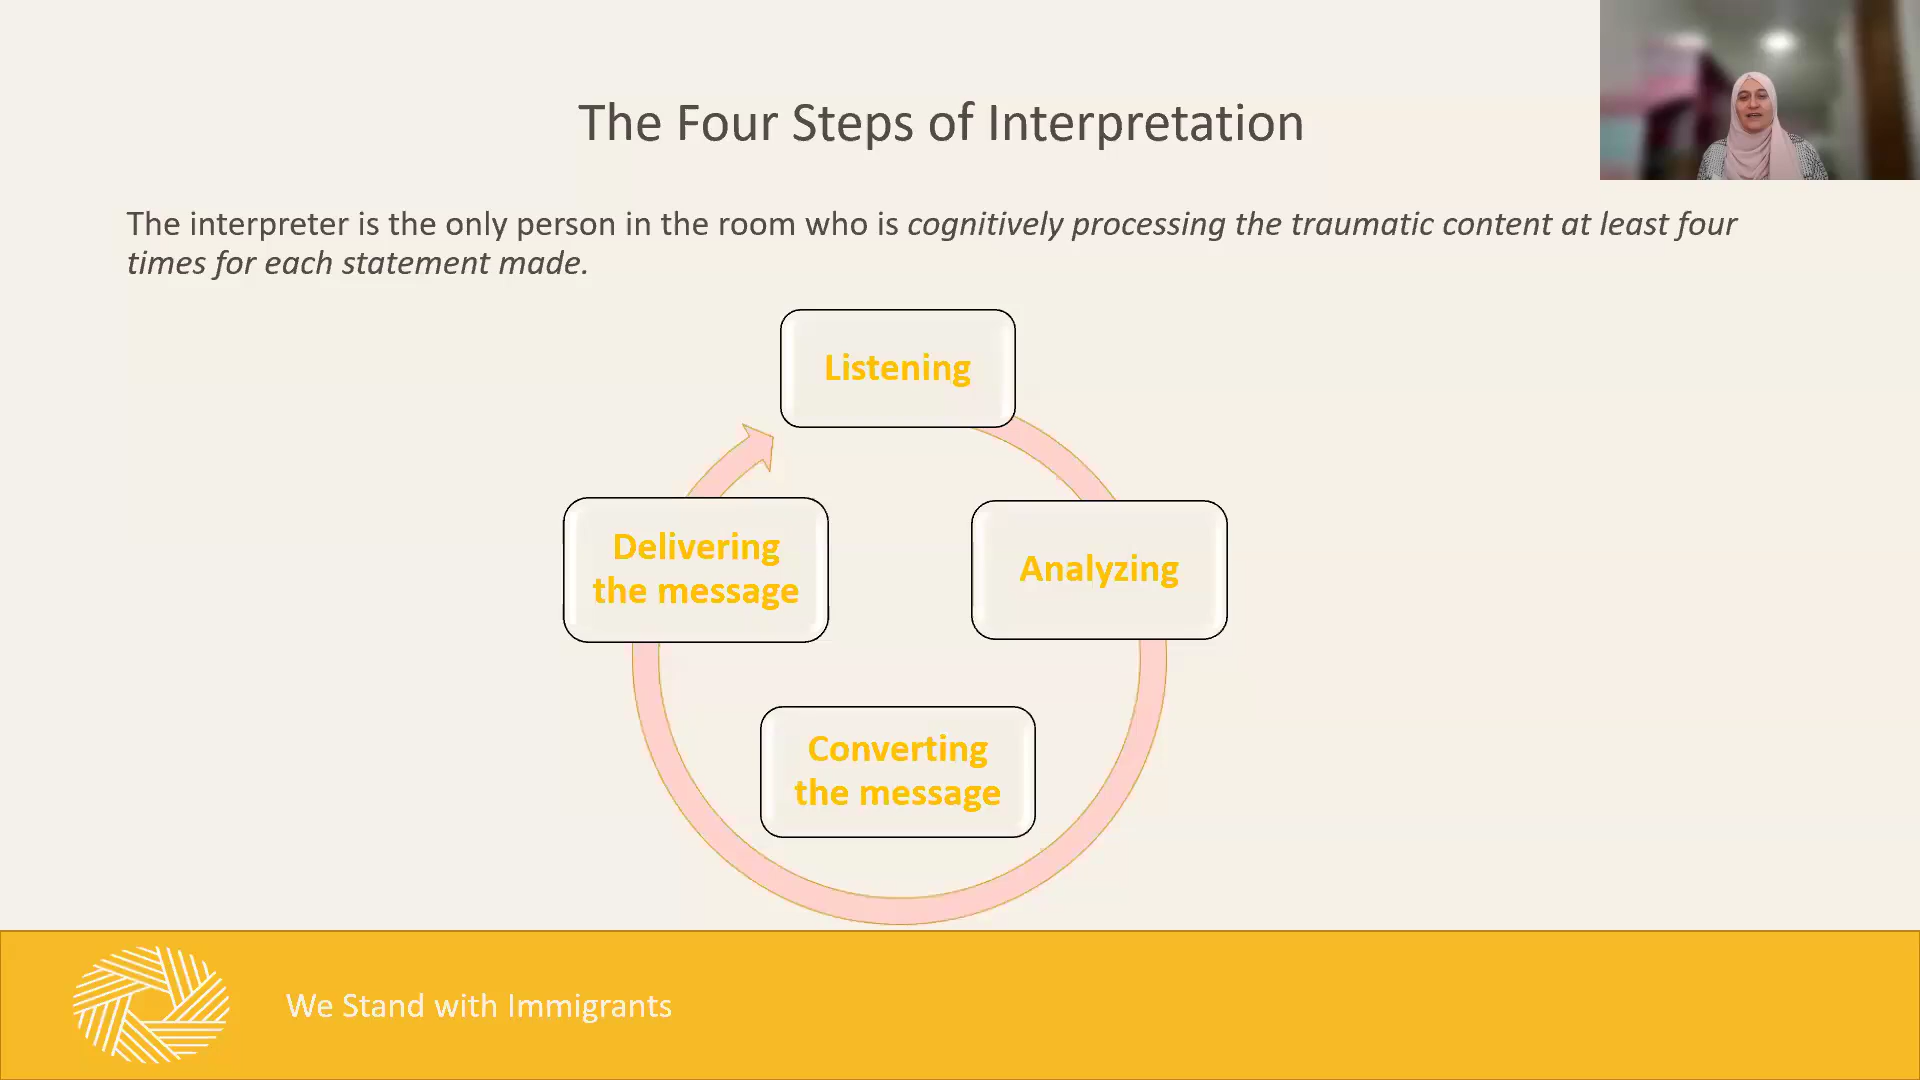 The Four Steps of Interpretation
The interpreter is the only person in the room who is cognitively processing the traumatic content at least four
times for each statement made.
Listening
Analyzing
Converting
the message
Delivering
the message
We Stand with Immigrants